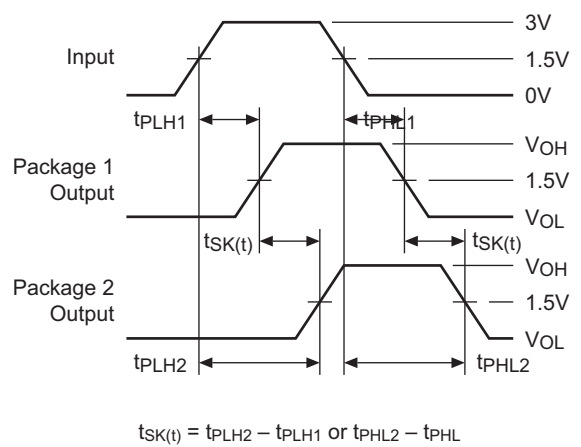 3V
Input
1.5V
0V
tPLH1
tPHL1
VOH
Package 1
Output
1.5V
VOL
tSK(t)
tSK(t)
VOH
Package 2
Output
1.5V
VOL
tPLH2
tPHL2
tSK(t) = tPLH2 – tPLH1 or tPHL2 – tPHL